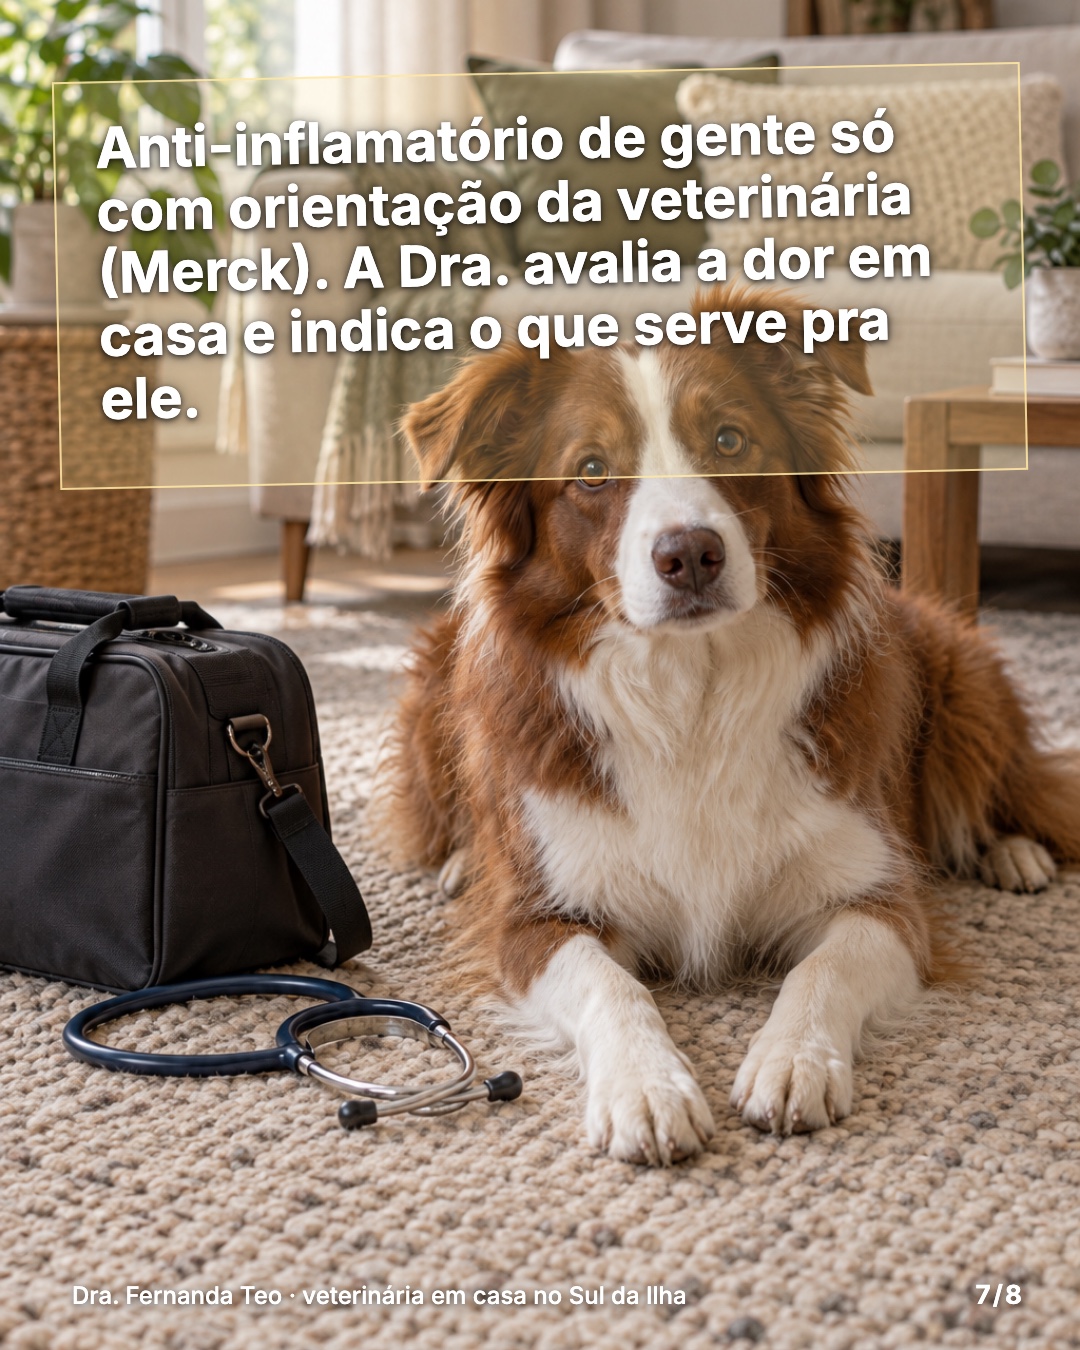 Anti-inflamatório de gente só
com orientação da veterinária
(Merck). A Dra. avalia a dor em
casa e indica o que serve pra
ele.
Dra. Fernanda Teo · veterinária em casa no Sul da Ilha
7/8